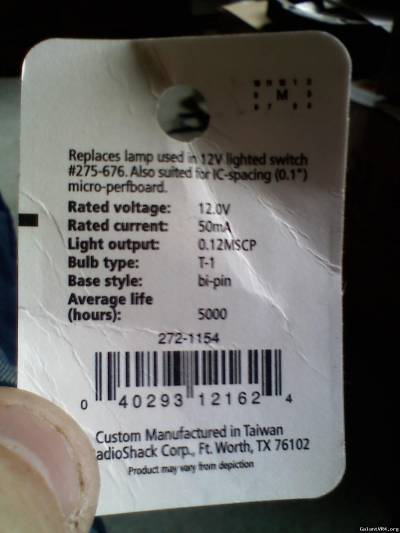 M
Replaces lamp used in 12V lighted switch
#275-676. Also suited for IC-spacing (0.1")
micro-perfboard.
Rated voltage: 12.0V
Rated current: 50mA
Light output: 0.12MSCP
Bulb type: T-1
Base style: bi-pin
Average life
(hours): 5000
272-1154
0 40293 12162 4
Custom Manufactured in Taiwan
adioShack Corp., Ft. Worth, TX 76102
Product may vary from depiction
GalantVR4.org